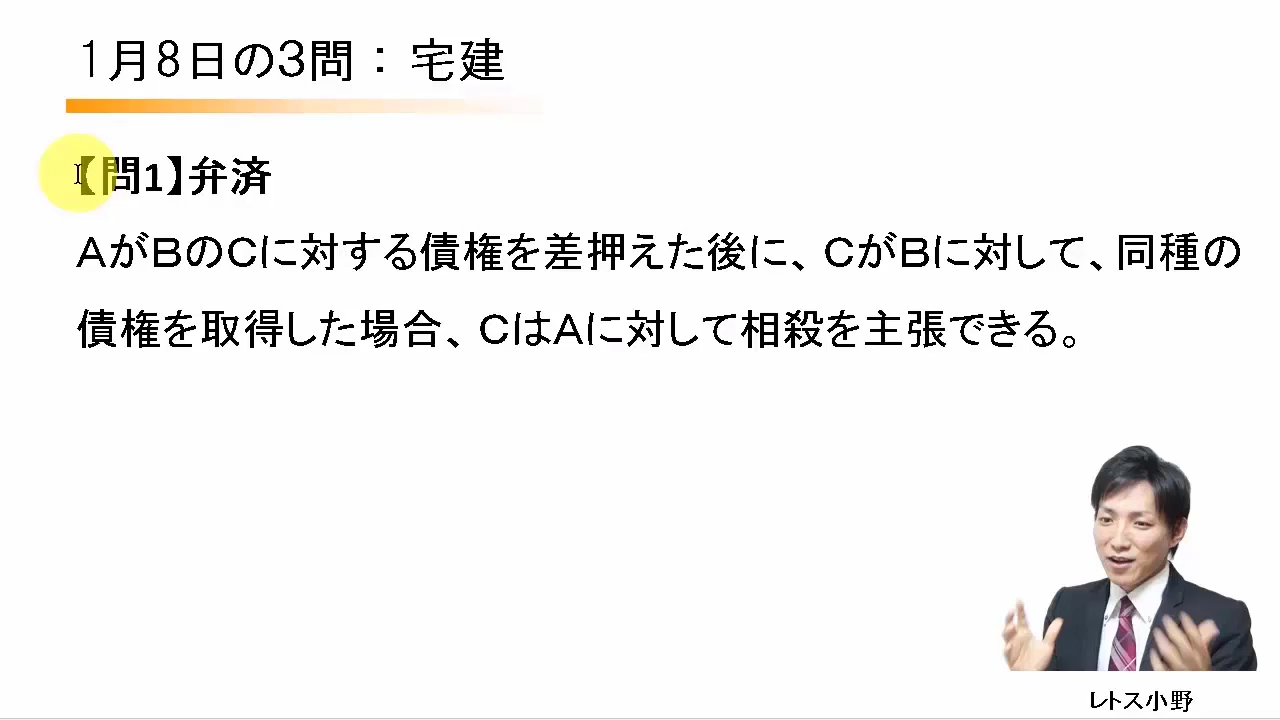 1月8日の3問：宅建
【問1】弁済
AがBのCに対する債権を差押えた後に、CがBに対して、同種の
債権を取得した場合、CはAに対して相殺を主張できる。
レトス小野